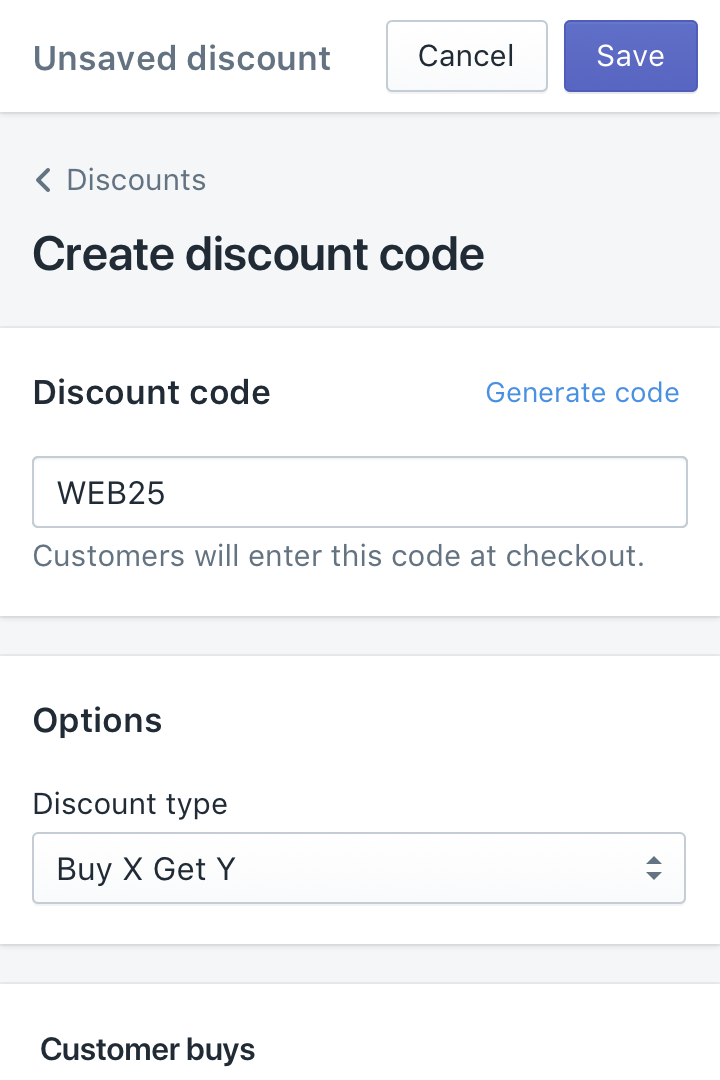 Unsaved discount Cancel Save
Discounts
Create discount code
Discount code Generate code
WEB25
Customers will enter this code at checkout.
Options
Discount type
Buy X Get Y
Customer buys